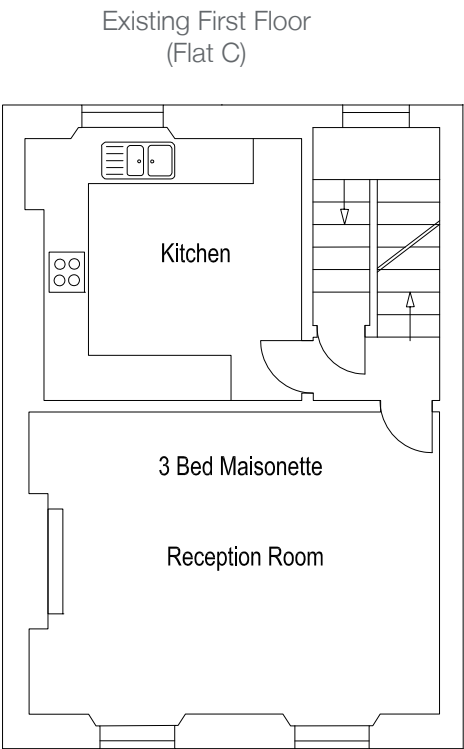 Existing First Floor
(Flat C)
Kitchen
3 Bed Maisonette
Reception Room